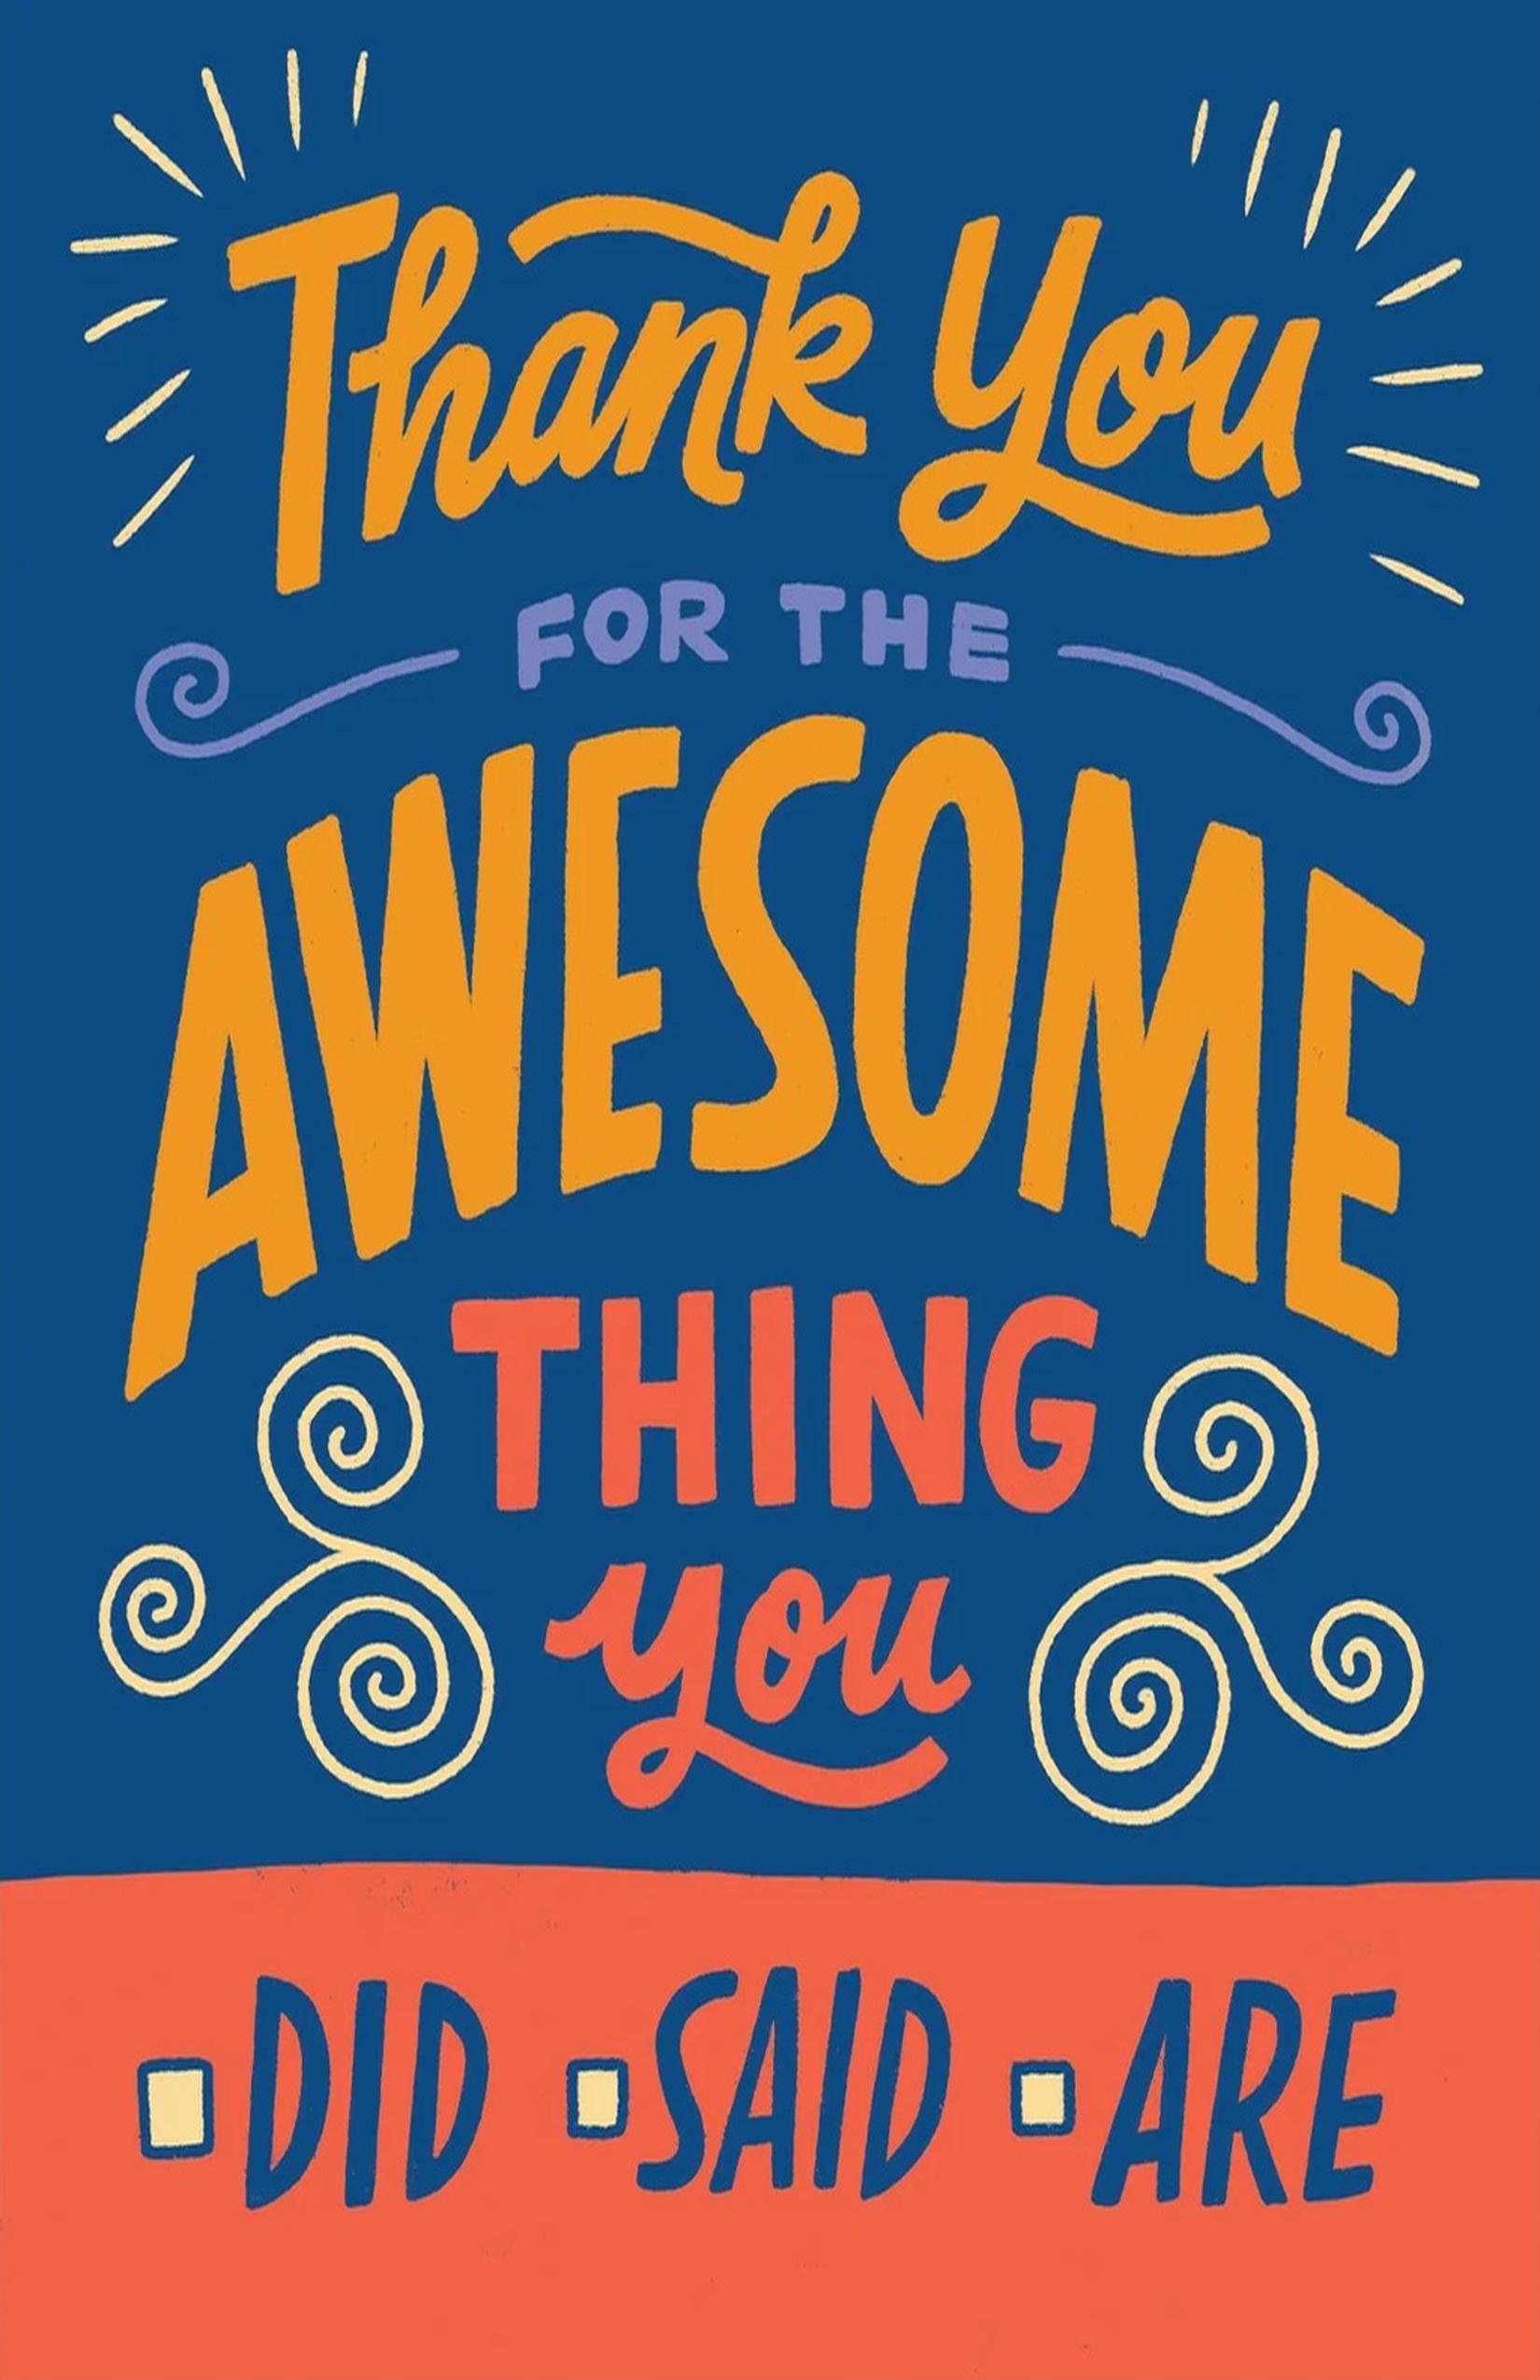 Thank You
FOR THE
AWESOME
THING
you
DID SAID ARE